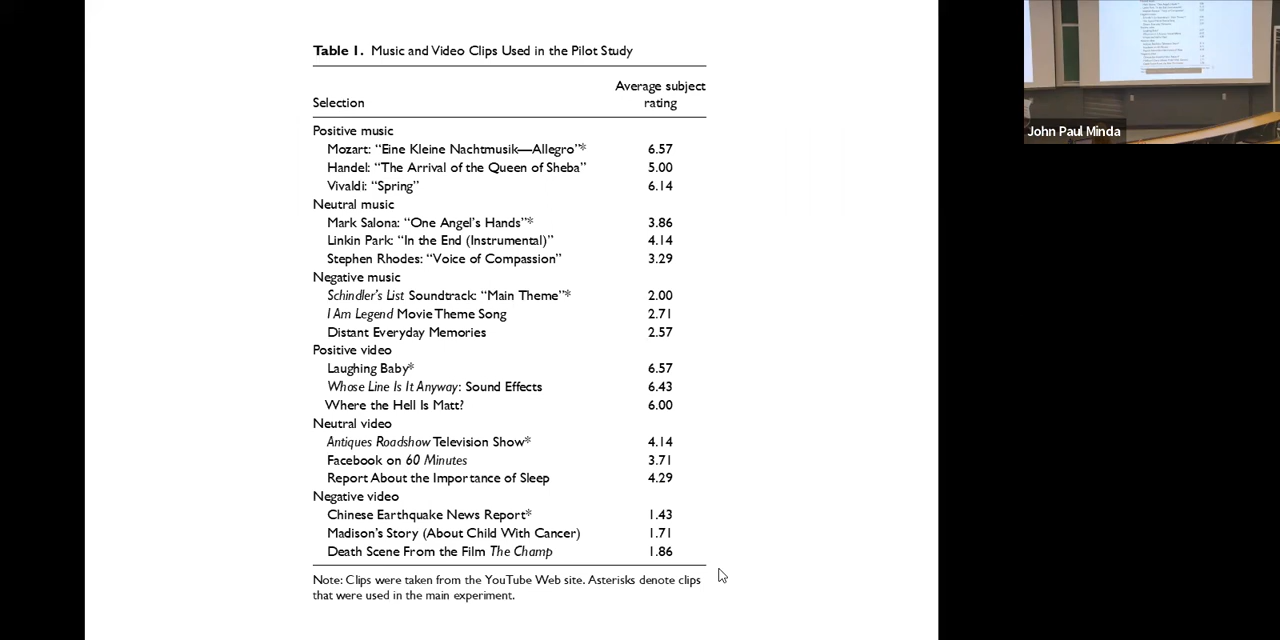 Table 1. Music and Video Clips Used in the Pilot Study
Average subject
Selection rating
Positive music
Mozart: “Eine Kleine Nachtmusik—Allegro”* 6.57
Handel: “The Arrival of the Queen of Sheba” 5.00
Vivaldi: “Spring” 6.14
Neutral music
Mark Salona: “One Angel’s Hands”* 3.86
Linkin Park: “In the End (Instrumental)” 4.14
Stephen Rhodes: “Voice of Compassion” 3.29
Negative music
Schindler’s List Soundtrack: “Main Theme”* 2.00
I Am Legend Movie Theme Song 2.71
Distant Everyday Memories 2.57
Positive video
Laughing Baby* 6.57
Whose Line Is It Anyway: Sound Effects 6.43
Where the Hell Is Matt? 6.00
Neutral video
Antiques Roadshow Television Show* 4.14
Facebook on 60 Minutes 3.71
Report About the Importance of Sleep 4.29
Negative video
Chinese Earthquake News Report* 1.43
Madison’s Story (About Child With Cancer) 1.71
Death Scene From the Film The Champ 1.86
Note: Clips were taken from the YouTube Web site. Asterisks denote clips
that were used in the main experiment.
John Paul Minda